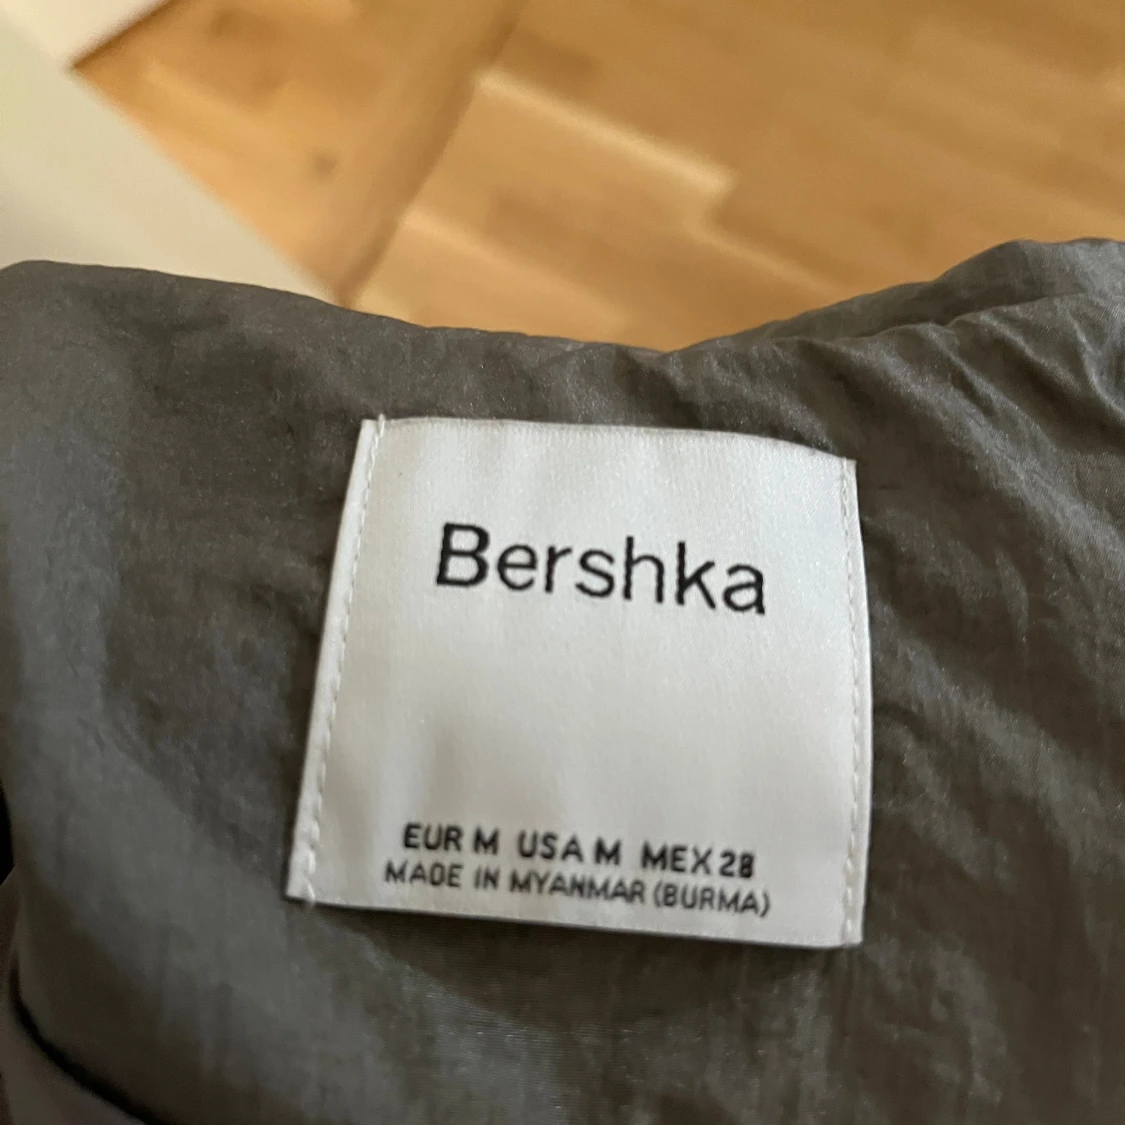 Bershka
EUR M USA M MEX 28
MADE IN MYANMAR (BURMA)